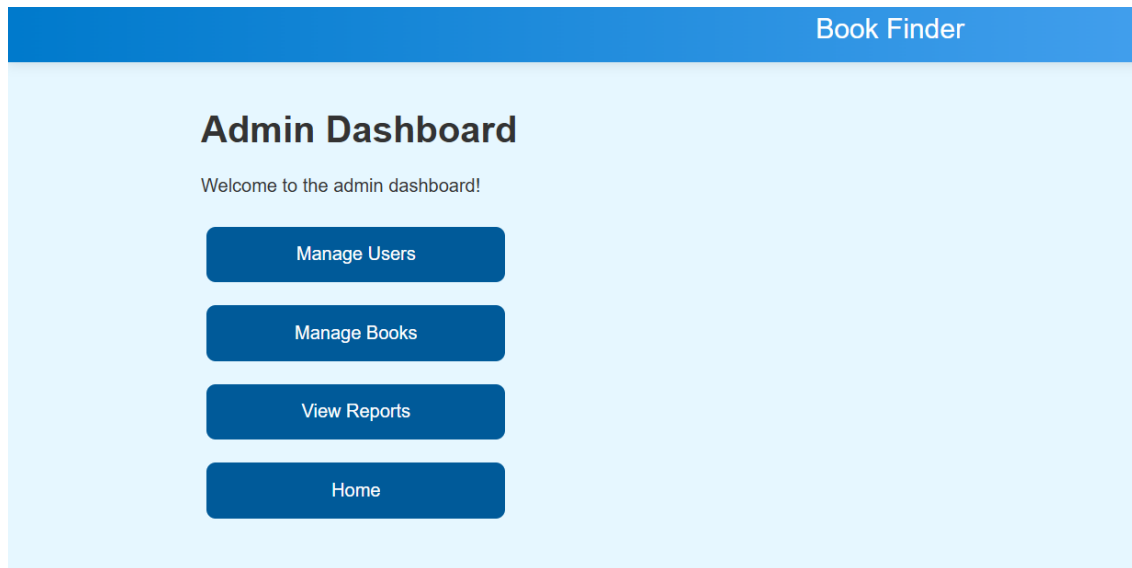 Book Finder
Admin Dashboard
Welcome to the admin dashboard!
Manage Users
Manage Books
View Reports
Home